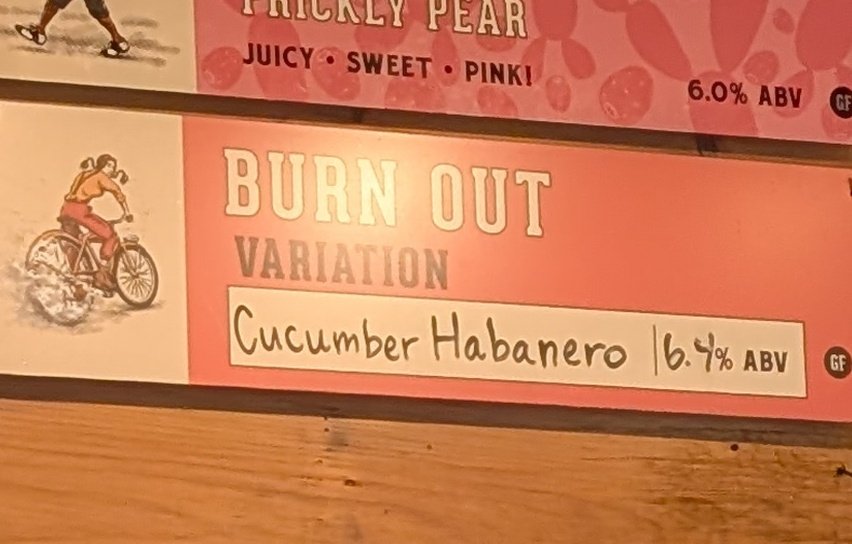 PRICKLY PEAR
JUICY • SWEET • PINK!
6.0% ABV GF
BURN OUT
VARIATION
Cucumber Habanero | 6.4% ABV GF